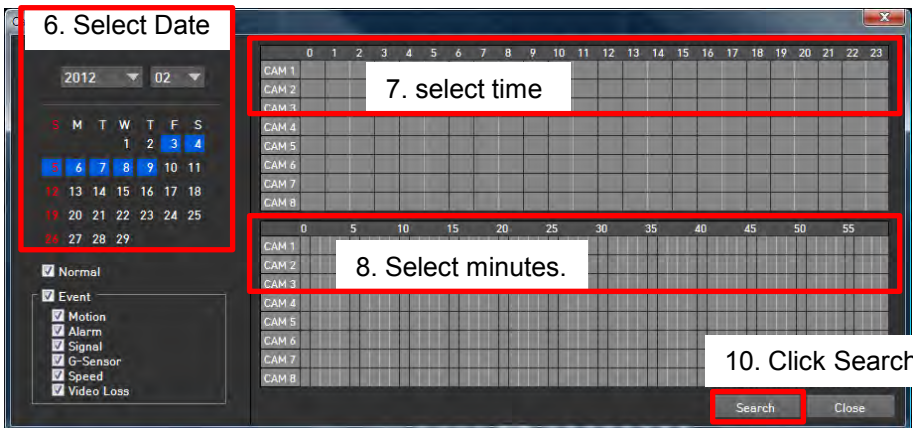 6. Select Date
2012 02
S M T W T F S
1 2 3 4
5 6 7 8 9 10 11
12 13 14 15 16 17 18
19 20 21 22 23 24 25
26 27 28 29
Normal
Event
Motion
Alarm
Signal
G-Sensor
Speed
Video Loss
0 1 2 3 4 5 6 7 8 9 10 11 12 13 14 15 16 17 18 19 20 21 22 23
CAM 1
CAM 2
7. select time
CAM 3
CAM 4
CAM 5
CAM 6
CAM 7
CAM 8
0 5 10 15 20 25 30 35 40 45 50 55
CAM 1
CAM 2
8. Select minutes.
CAM 3
CAM 4
CAM 5
CAM 6
CAM 7
CAM 8
10. Click Search
Search Close